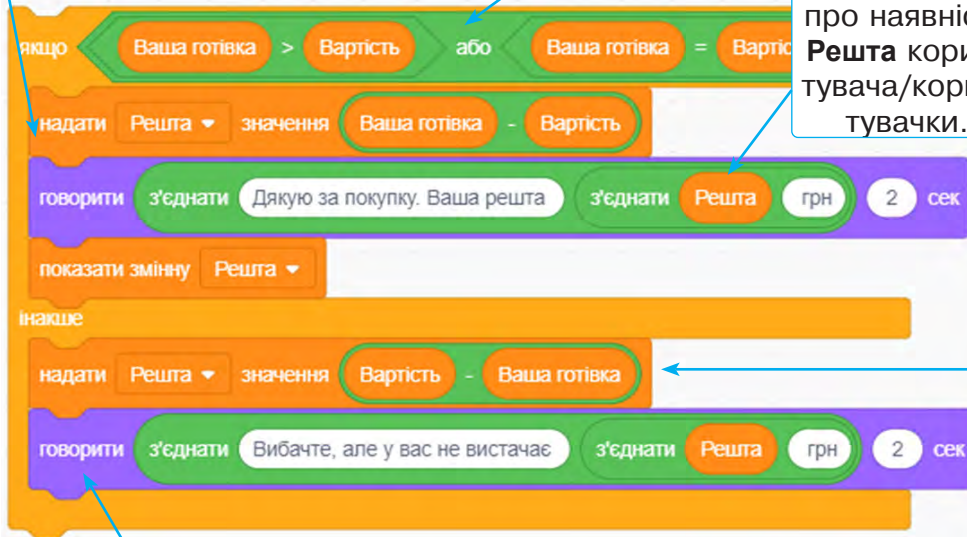 про наявніс
Решта кори
тувача/кори
тувачки.
якщо Ваша готівка > Вартість або Ваша готівка = Вартіс
надати Решта значення Ваша готівка - Вартість
говорити з'єднати Дякую за покупку. Ваша решта з'єднати Решта грн 2 сек
показати змінну Решта
інакше
надати Решта значення Вартість - Ваша готівка
говорити з'єднати Вибачте, але у вас не вистачає з'єднати Решта грн 2 сек